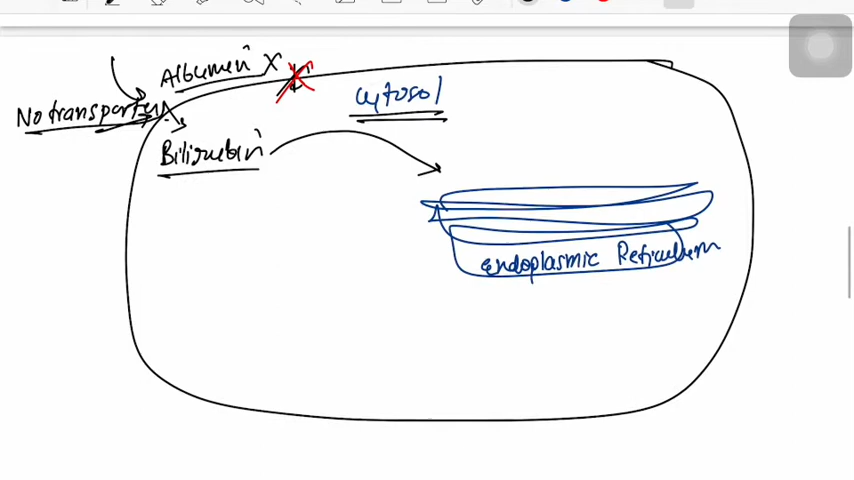 Albumin X
cytosol
No transporter
Bilirubin
endoplasmic Reticulum